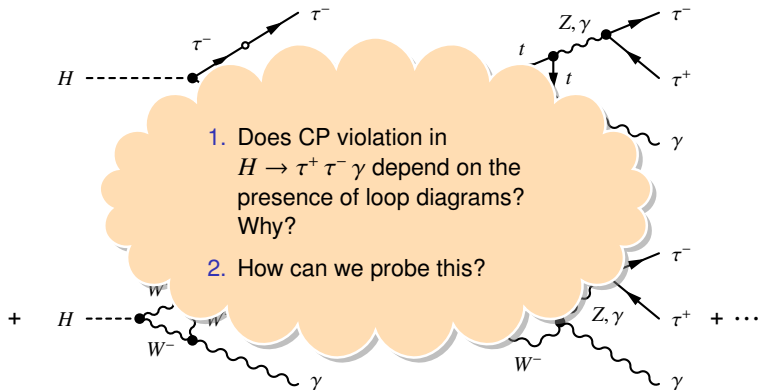 τ⁻
τ⁻
Z, γ
τ⁻
H
t
t
τ⁺
γ
1. Does CP violation in
H → τ⁺ τ⁻ γ depend on the
presence of loop diagrams?
Why?
2. How can we probe this?
τ⁻
+ H
W
W
Z, γ
τ⁺ + ⋯
W⁻
W⁻
γ
γ